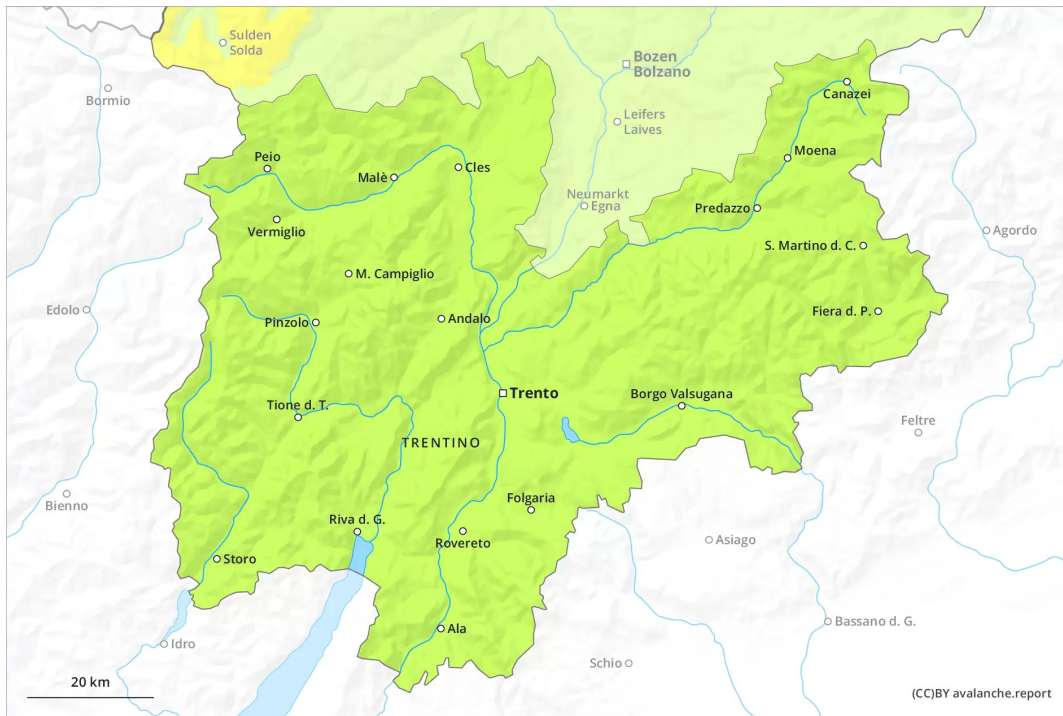 Sulden
Solda
Bozen
Bolzano
Bormio
Canazei
Leifers
Laives
Moena
Peio
Malè
Cles
Neumarkt
Egna
Predazzo
Vermiglio
Agordo
S. Martino d. C.
M. Campiglio
Edolo
Pinzolo
Andalo
Fiera d. P.
Trento
Borgo Valsugana
Tione d. T.
Feltre
TRENTINO
Bienno
Folgaria
Riva d. G.
Rovereto
Asiago
Storo
Bassano d. G.
Ala
Idro
Schio
20 km
(CC)BY avalanche.report